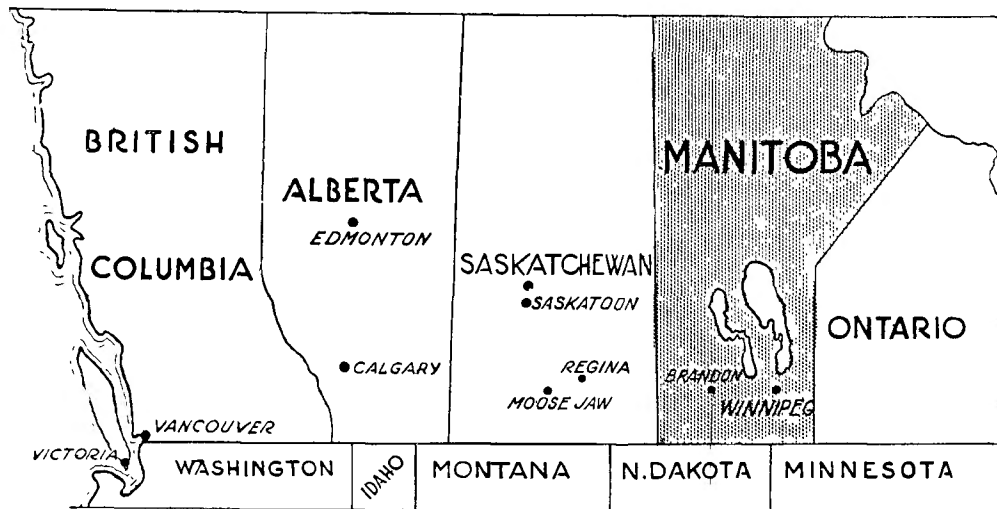 BRITISH
COLUMBIA
ALBERTA
EDMONTON
CALGARY
SASKATCHEWAN
SASKATOON
REGINA
MOOSE JAW
MANITOBA
BRANDON
WINNIPEG
ONTARIO
VANCOUVER
VICTORIA
WASHINGTON
IDAHO
MONTANA
N. DAKOTA
MINNESOTA